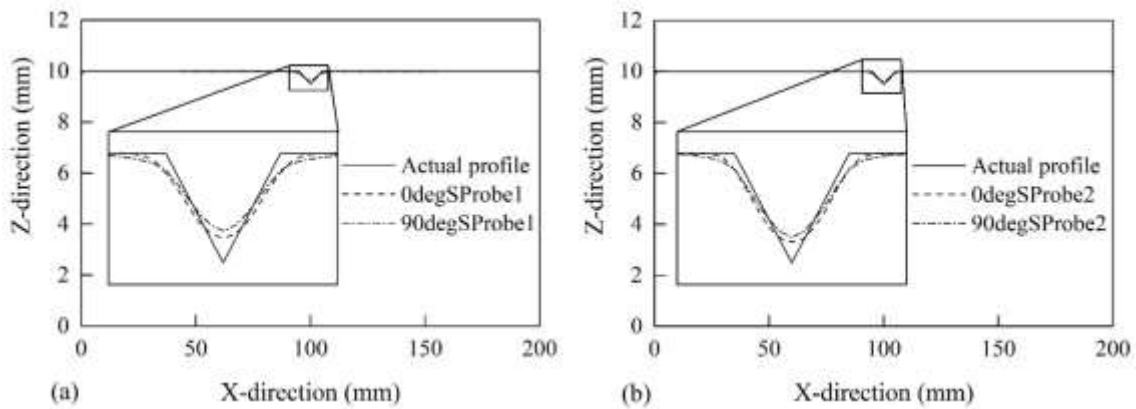 12
10
8
6
4
2
0
Z-direction (mm)
Actual profile
0degSProbe1
90degSProbe1
0 50 100 150 200
(a) X-direction (mm)
12
10
8
6
4
2
0
Z-direction (mm)
Actual profile
0degSProbe2
90degSProbe2
0 50 100 150 200
(b) X-direction (mm)